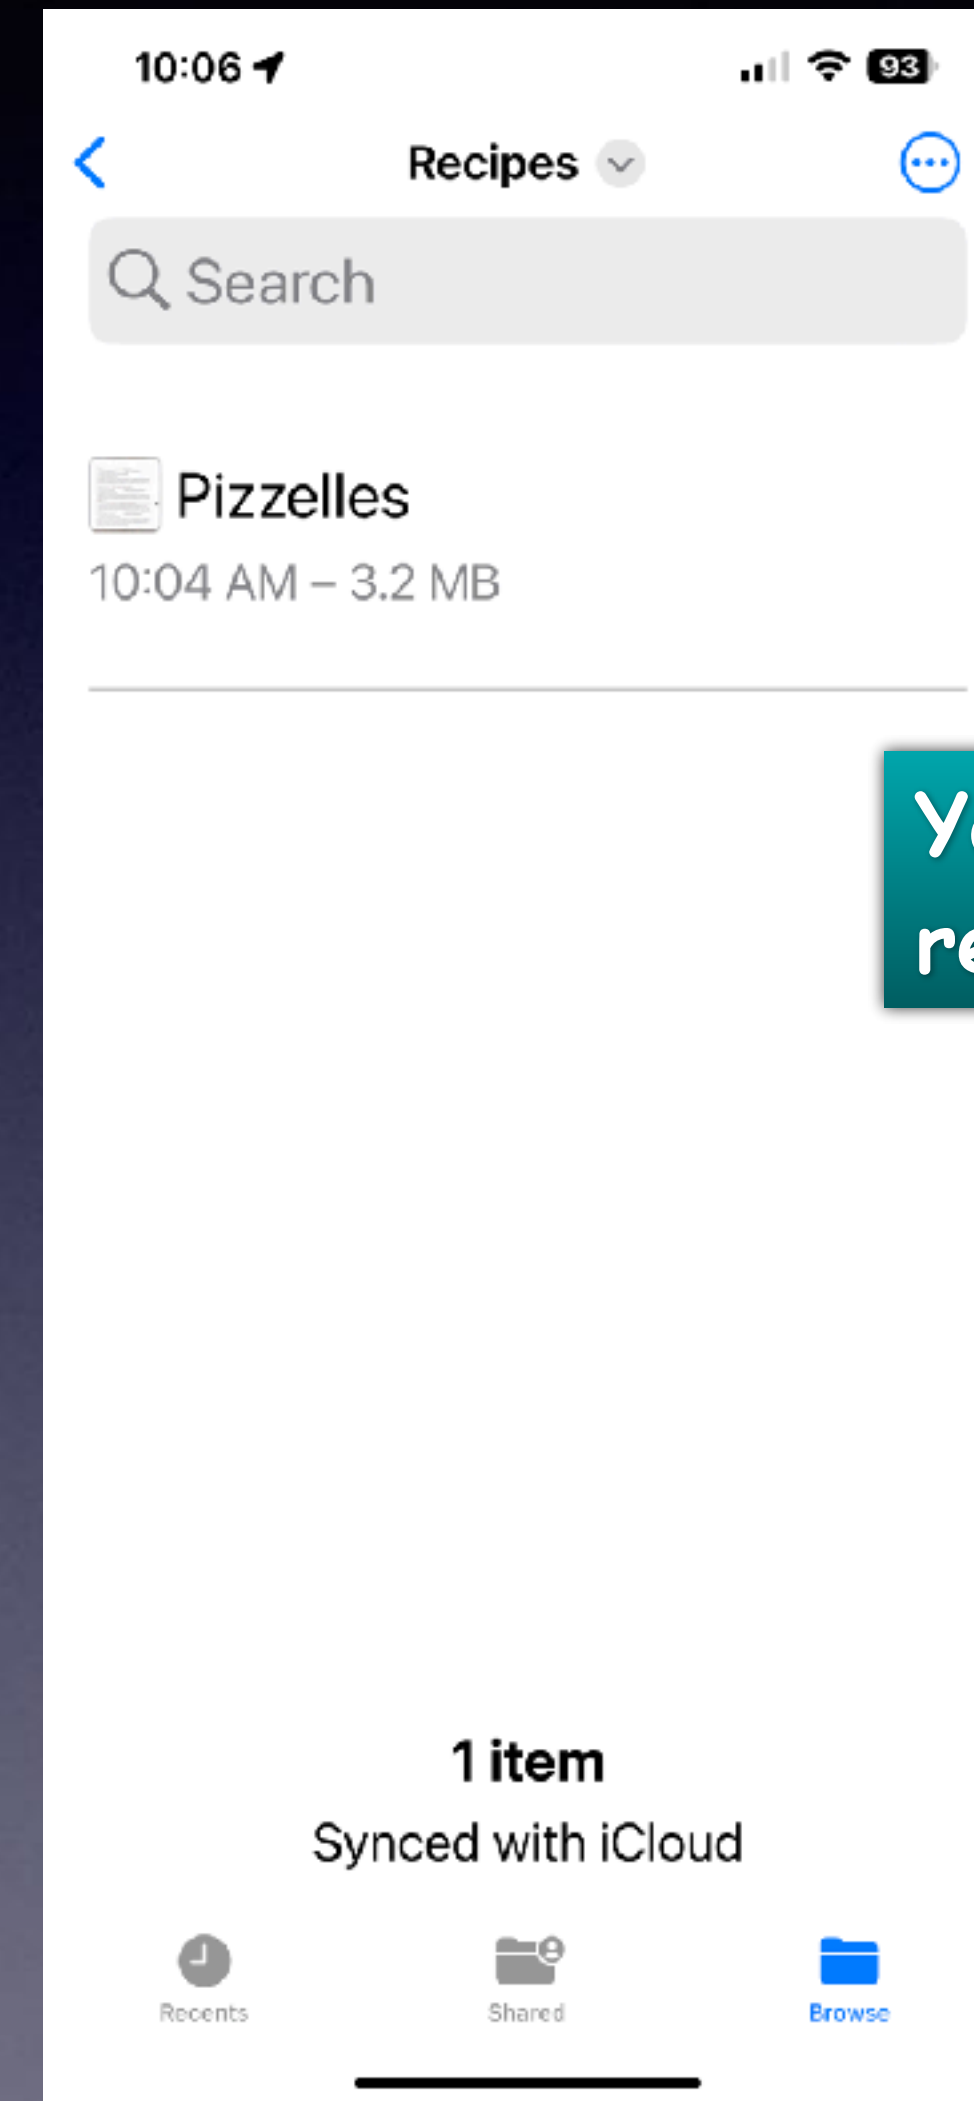 10:06
93
Recipes
Search
Pizzelles
10:04 AM – 3.2 MB
1 item
Synced with iCloud
Recents
Shared
Browse